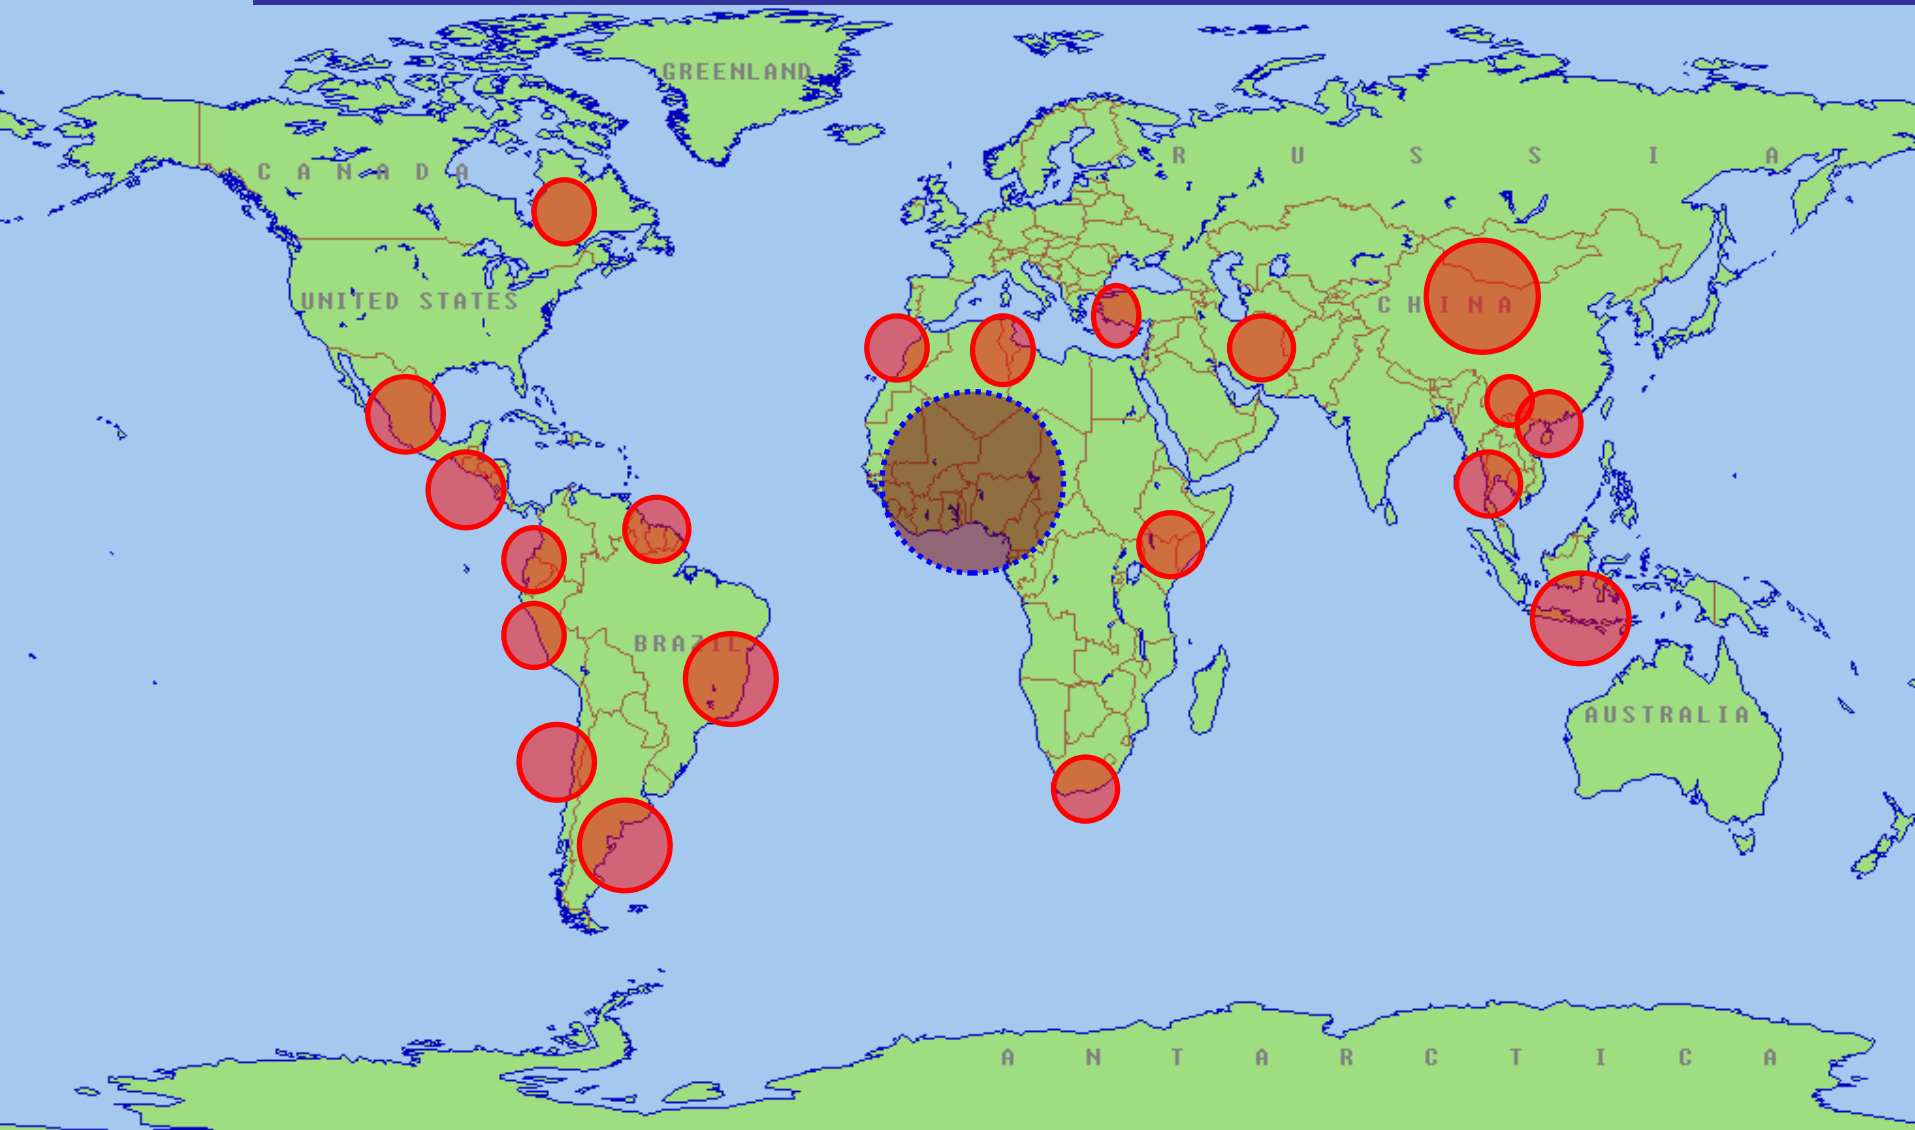 GREENLAND
RUSSIA
CANADA
UNITED STATES
CHINA
BRAZIL
AUSTRALIA
ANTARCTICA